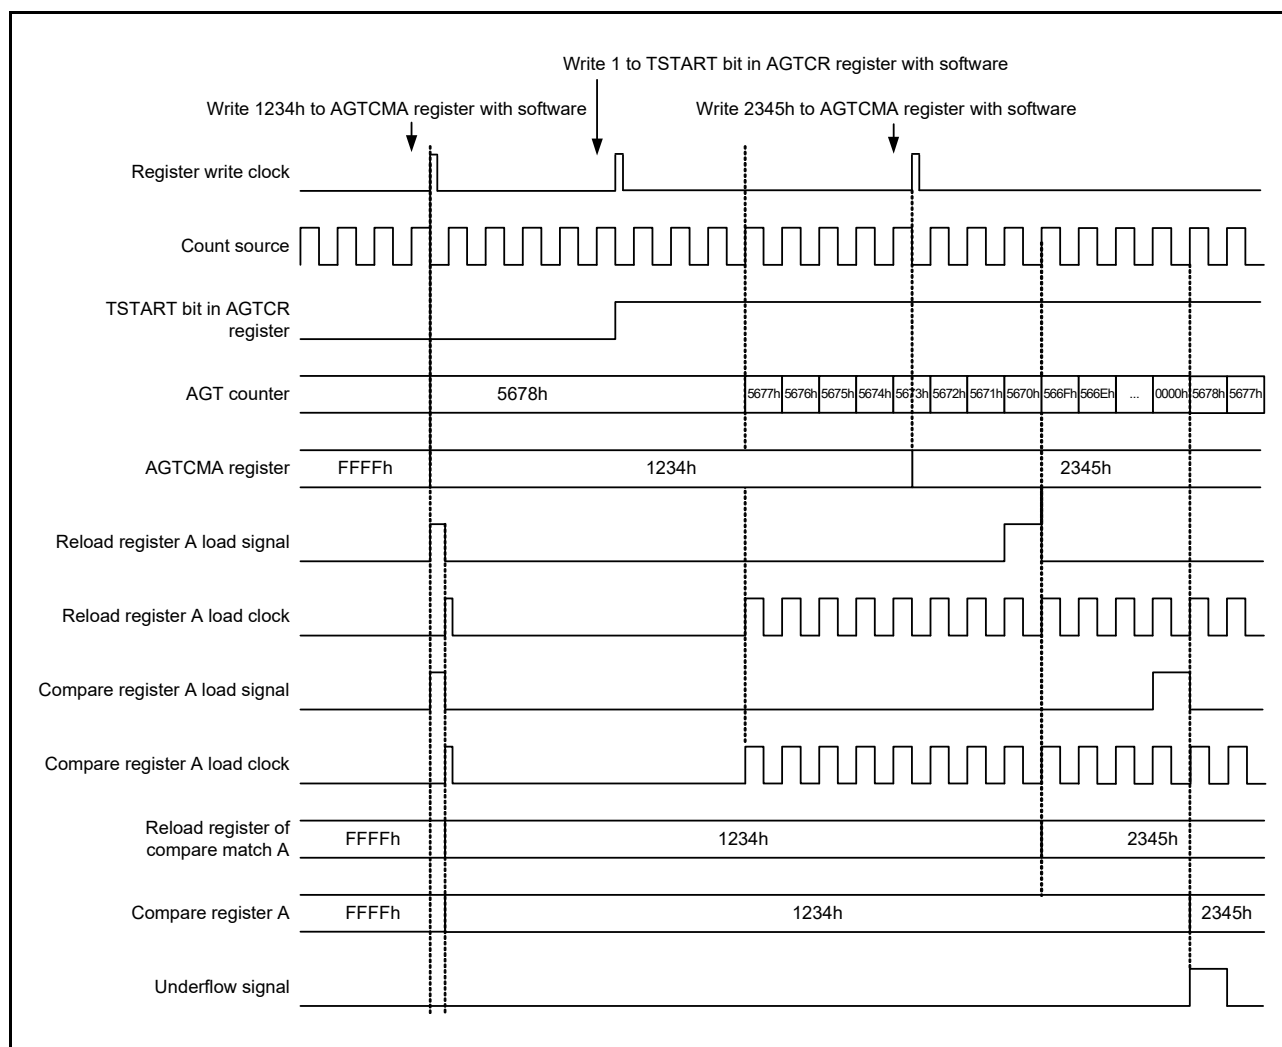 Write 1 to TSTART bit in AGTCR register with software
Write 1234h to AGTCMA register with software
Write 2345h to AGTCMA register with software
Register write clock
Count source
TSTART bit in AGTCR
register
AGT counter
5678h
5677h 5676h 5675h 5674h 5673h 5672h 5671h 5670h 566Fh 566Eh ... 0000h 5678h 5677h
AGTCMA register
FFFFh
1234h
2345h
Reload register A load signal
Reload register A load clock
Compare register A load signal
Compare register A load clock
Reload register of
compare match A
FFFFh
1234h
2345h
Compare register A
FFFFh
1234h
2345h
Underflow signal